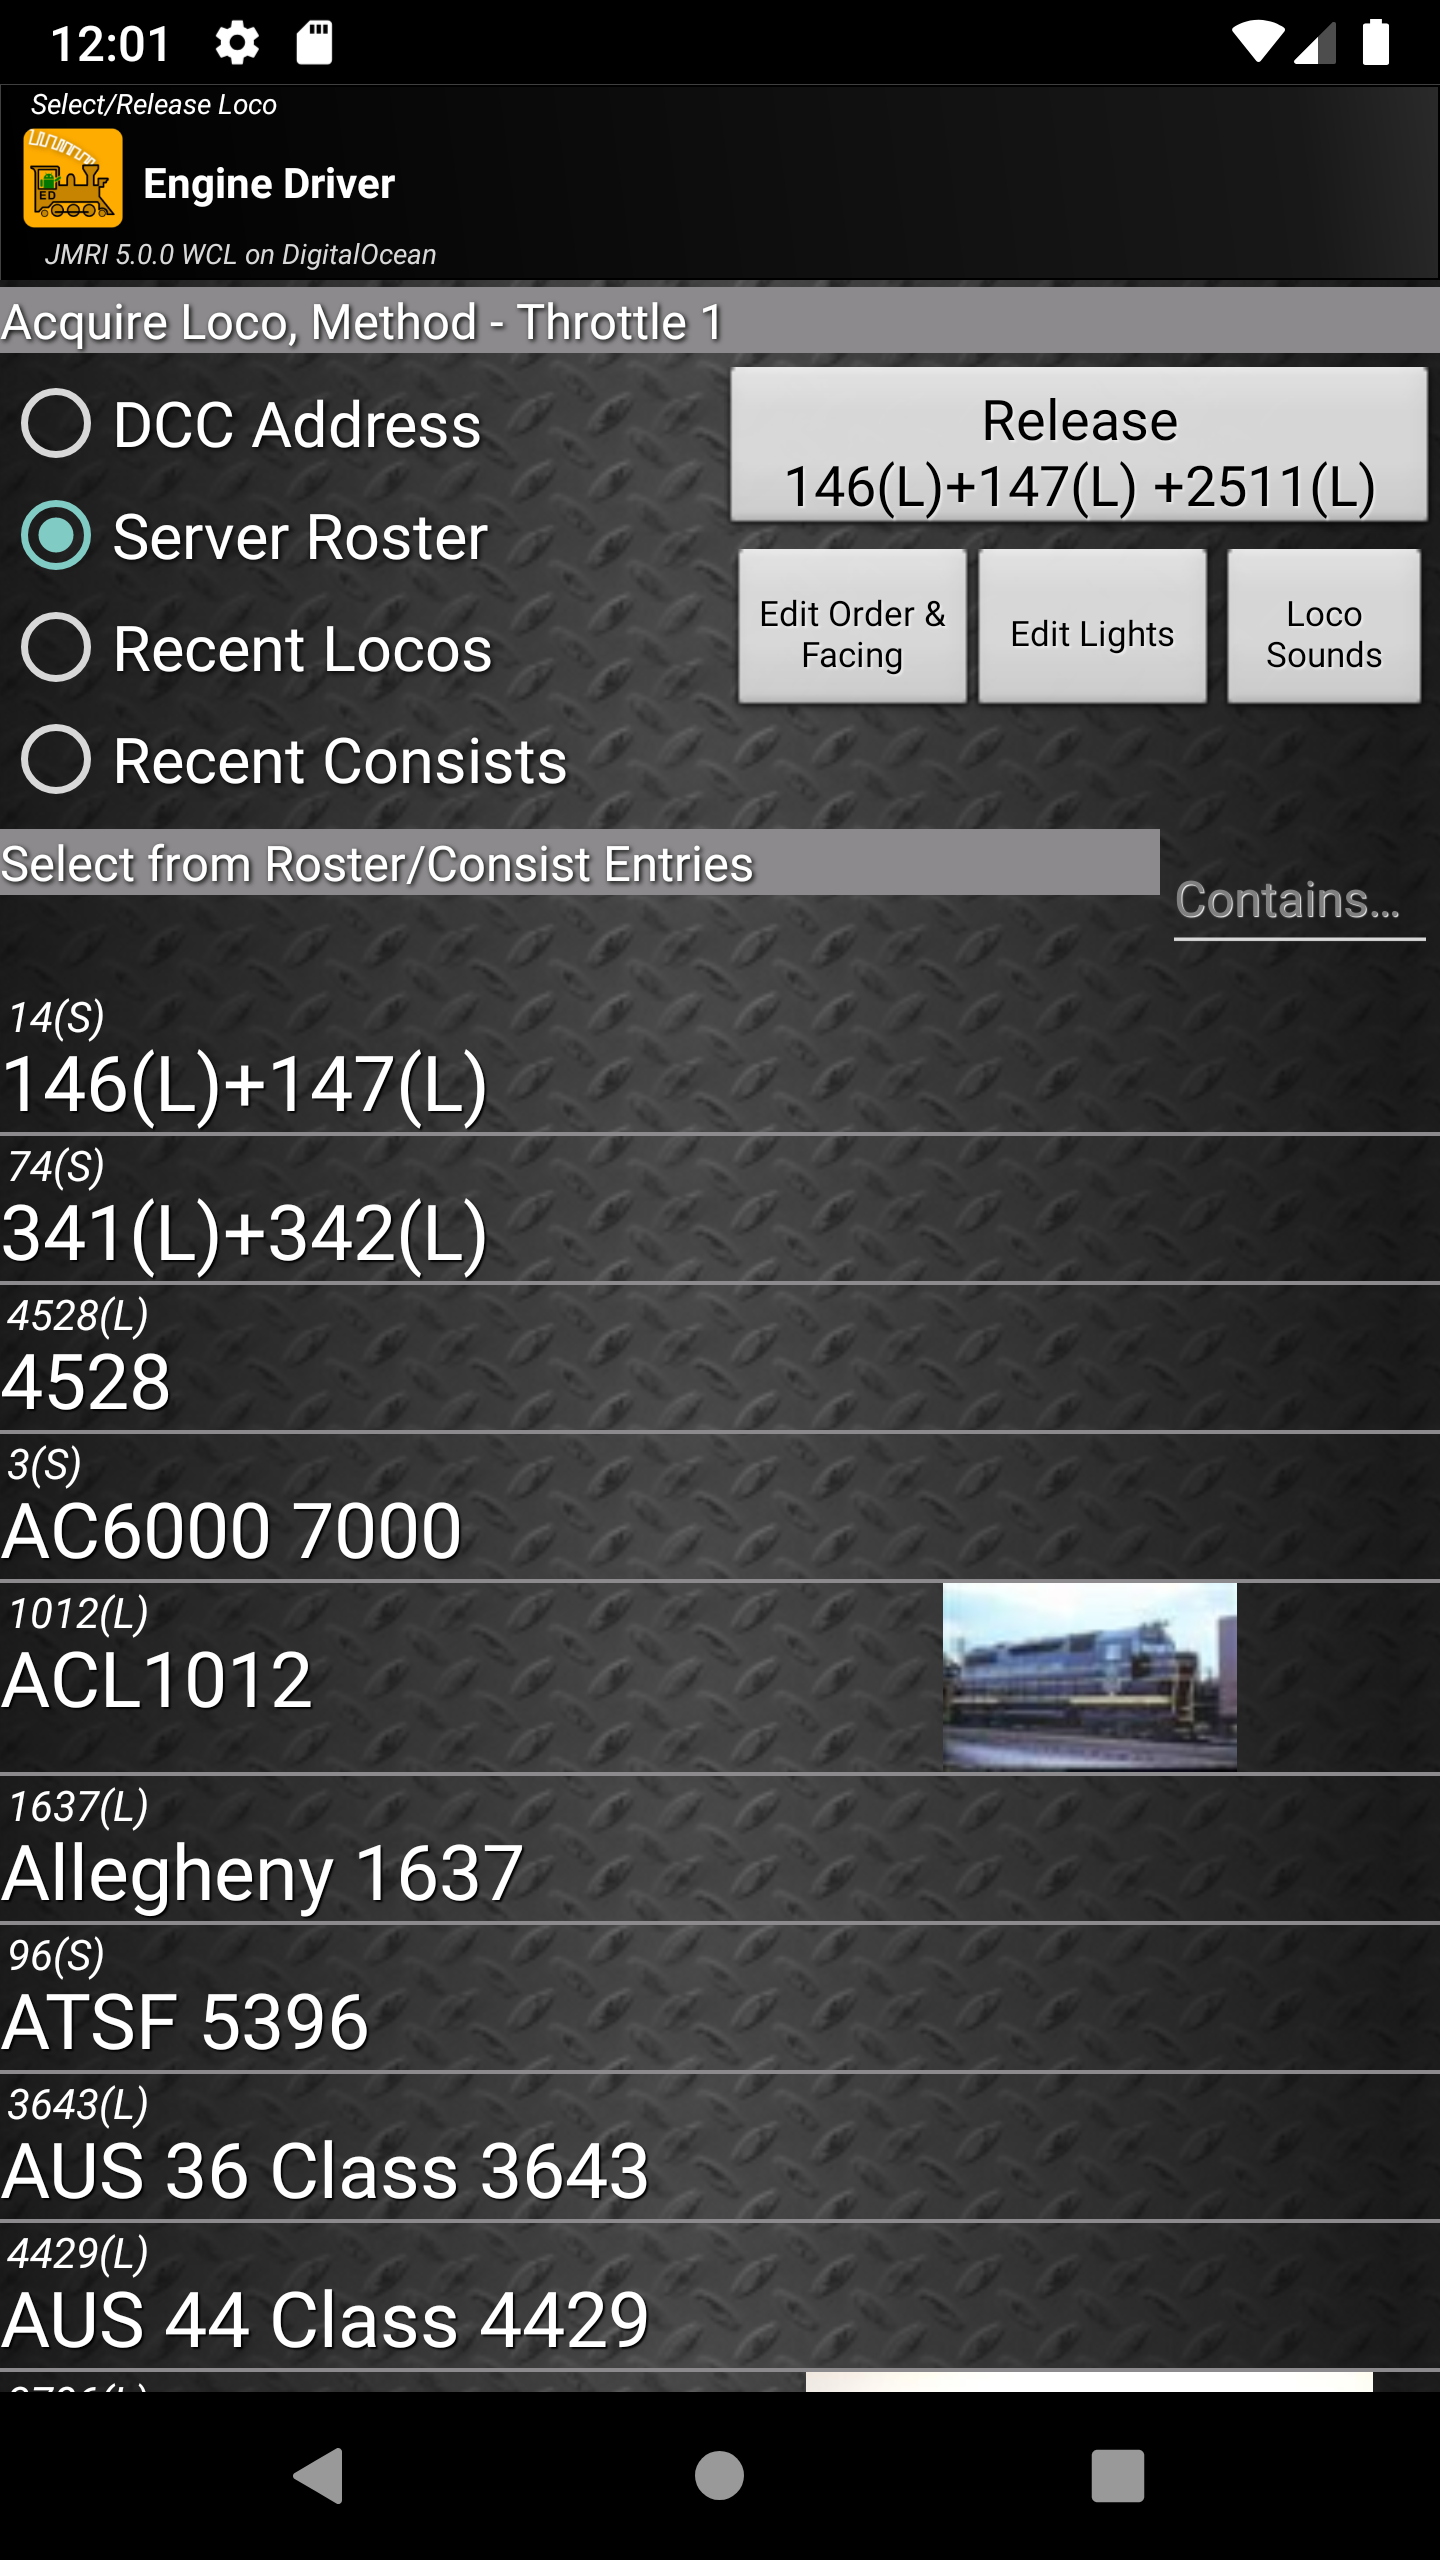 12:01
Select/Release Loco
ED
Engine Driver
JMRI 5.0.0 WCL on DigitalOcean
Acquire Loco, Method - Throttle 1
DCC Address
Server Roster
Recent Locos
Recent Consists
Release
146(L)+147(L) +2511(L)
Edit Order &
Facing
Edit Lights
Loco
Sounds
Select from Roster/Consist Entries
Contains...
14(S)
146(L)+147(L)
74(S)
341(L)+342(L)
4528(L)
4528
3(S)
AC6000 7000
1012(L)
ACL1012
1637(L)
Allegheny 1637
96(S)
ATSF 5396
3643(L)
AUS 36 Class 3643
4429(L)
AUS 44 Class 4429